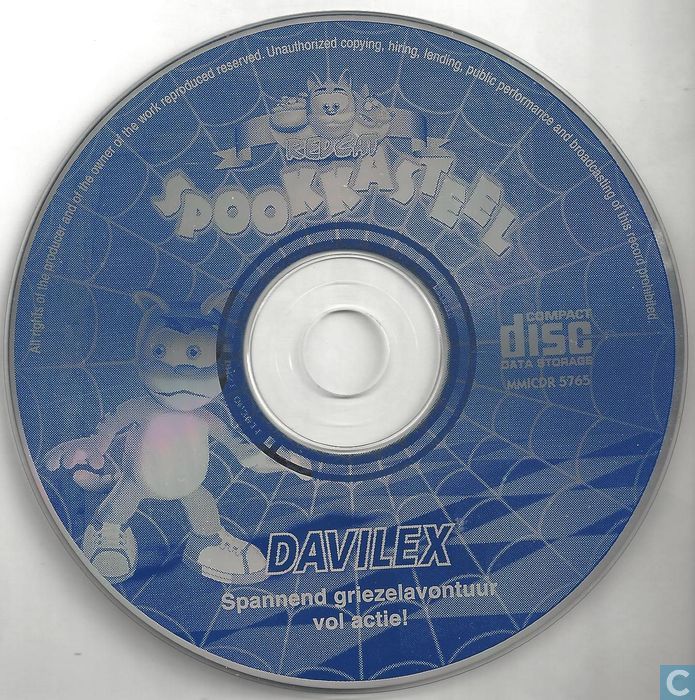 All rights of the producer and of the owner of the work reproduced reserved. Unauthorized copying, hiring, lending, public performance and broadcasting of this record prohibited
REDCAT
SPOOKKASTEEL
COMPACT
disc
DATA STORAGE
MMICDR 5765
DAVILEX
Spannend griezelavontuur
vol actie!
C